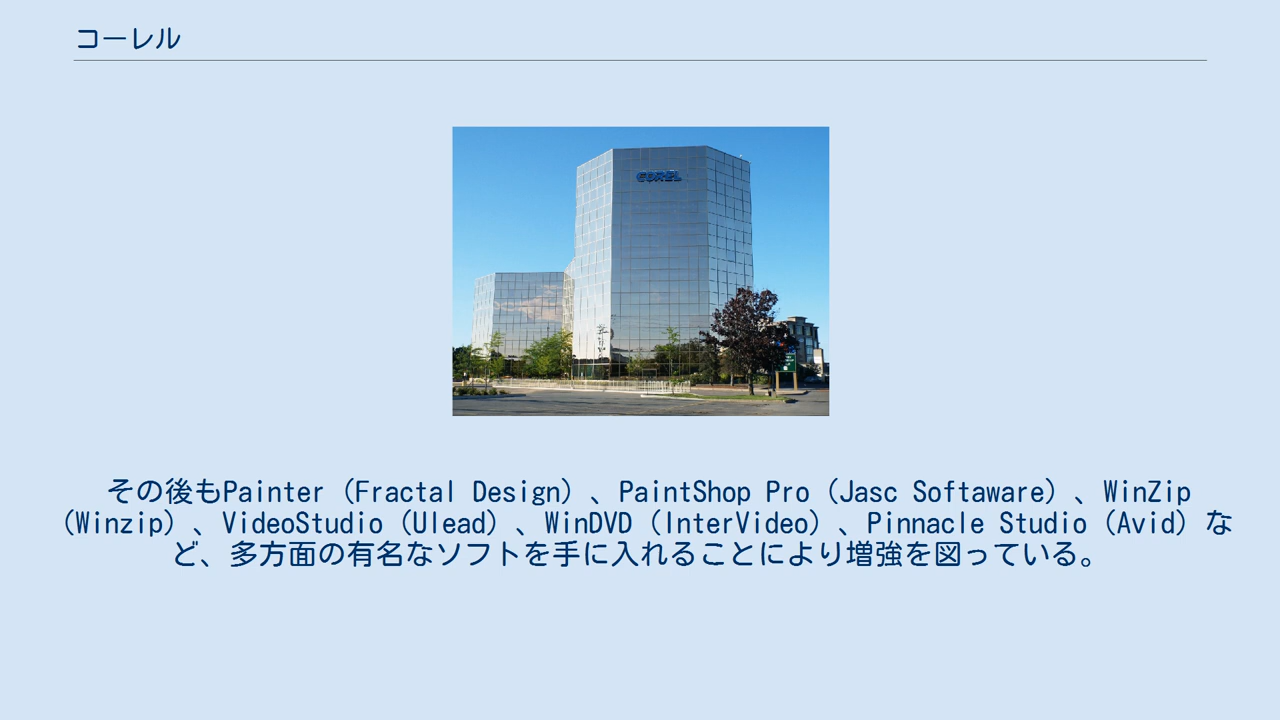 コーレル
COREL
その後もPainter（Fractal Design）、PaintShop Pro（Jasc Softaware）、WinZip
（Winzip）、VideoStudio（Ulead）、WinDVD（InterVideo）、Pinnacle Studio（Avid）な
ど、多方面の有名なソフトを手に入れることにより増強を図っている。